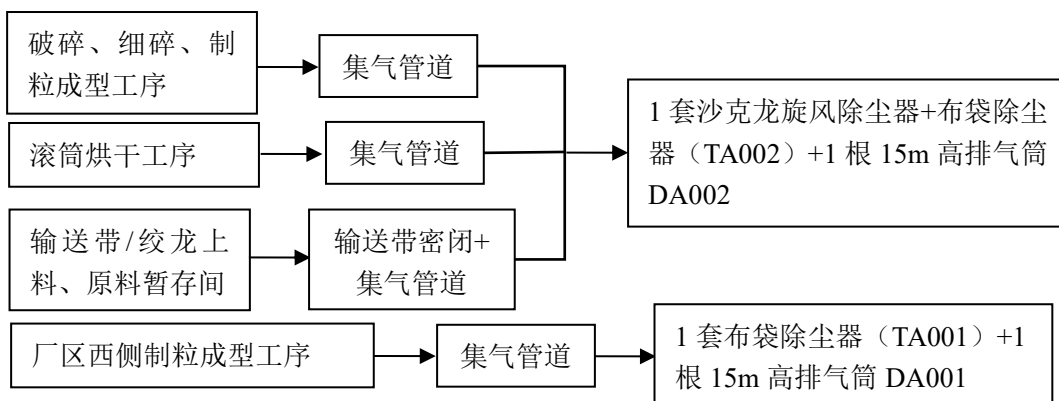 破碎、细碎、制
粒成型工序
集气管道
1 套沙克龙旋风除尘器+布袋除尘
器（TA002）+1 根 15m 高排气筒
DA002
滚筒烘干工序
集气管道
输送带/绞龙上
料、原料暂存间
输送带密闭+
集气管道
厂区西侧制粒成型工序
集气管道
1 套布袋除尘器（TA001）+1
根 15m 高排气筒 DA001